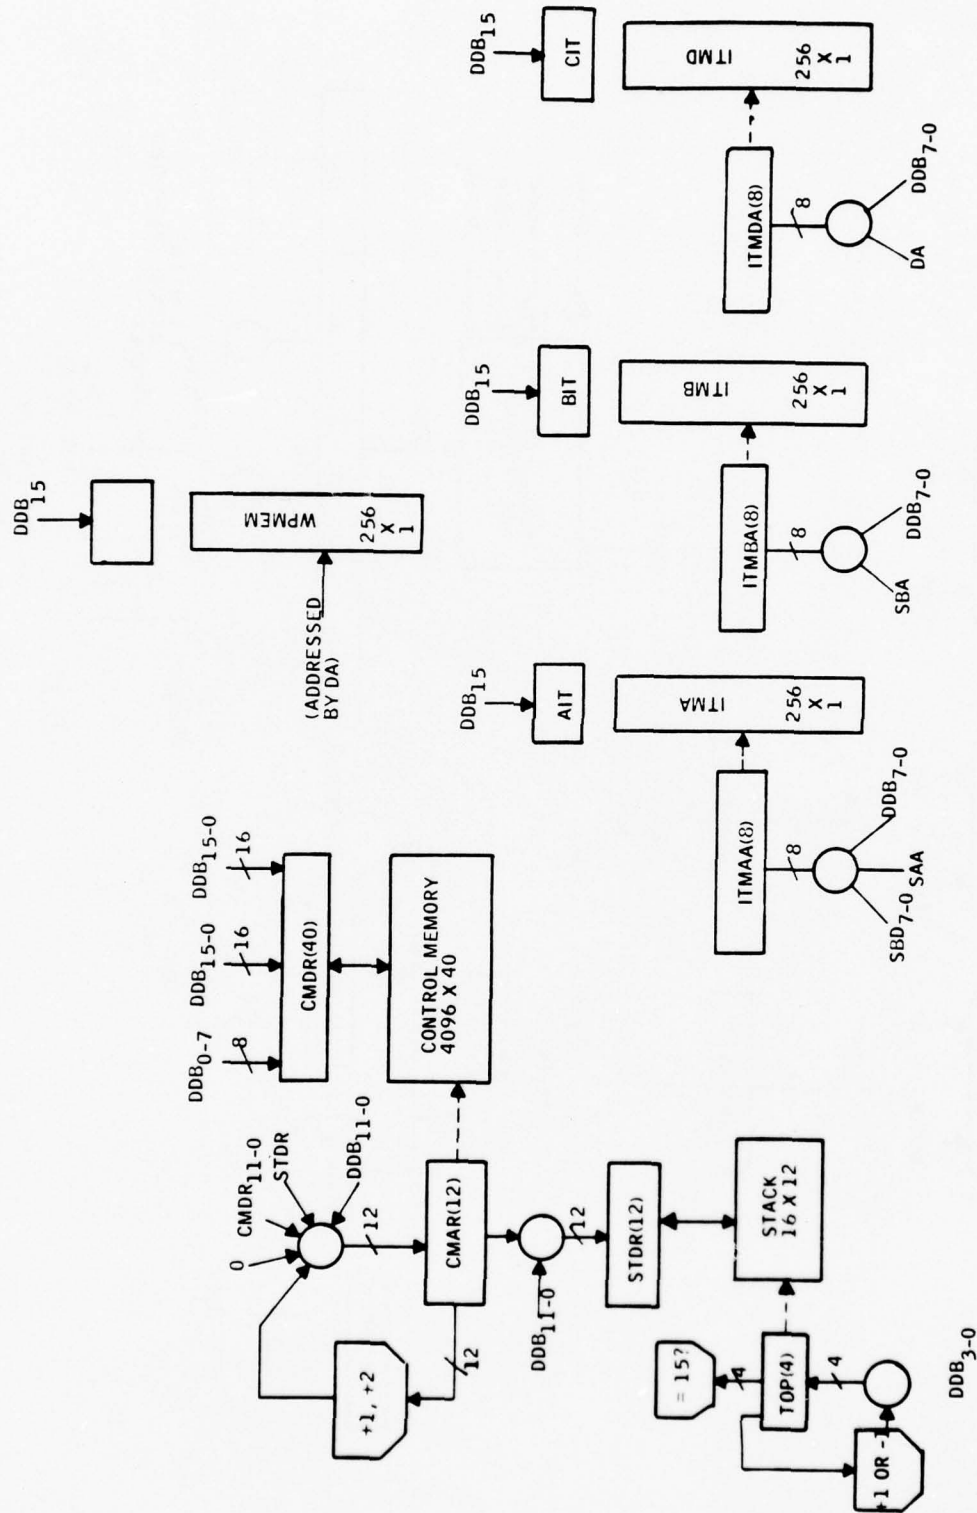 DDB15
WPMEM
256
X
1
(ADDRESSED
BY DA)
DDB15
CIT
ITMD
256
X
1
ITMDA(8)
8
DA
DDB7-0
DDB15
BIT
ITMB
256
X
1
ITMBA(8)
8
SBA
DDB7-0
DDB15
AIT
ITMA
256
X
1
ITMAA(8)
8
SBD7-0
SAA
DDB7-0
DDB0-7
8
DDB15-0
16
DDB15-0
16
CMDR(40)
CONTROL MEMORY
4096 X 40
0
CMDR11-0
STDR
DDB11-0
12
+1, +2
12
CMAR(12)
DDB11-0
12
STDR(12)
STACK
16 X 12
= 15?
4
TOP(4)
4
+1 OR -1
DDB3-0